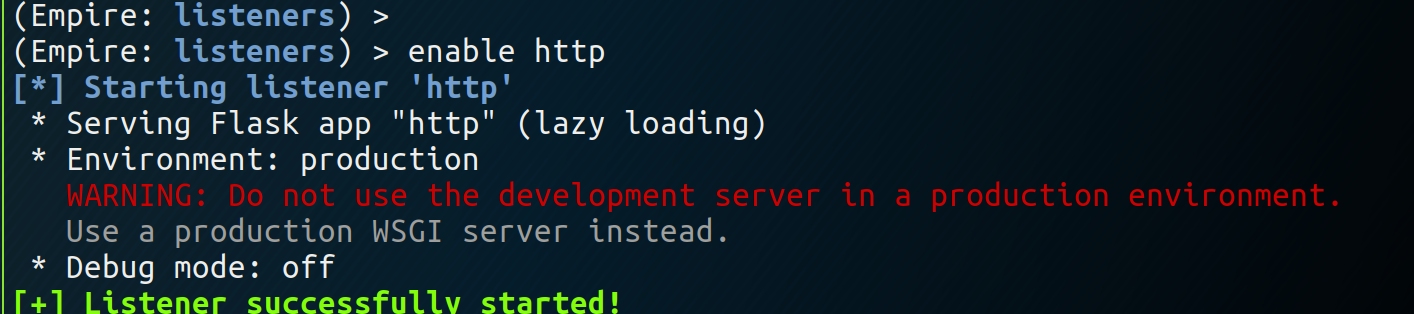 (Empire: listeners) >
(Empire: listeners) > enable http
[*] Starting listener 'http'
 * Serving Flask app "http" (lazy loading)
 * Environment: production
   WARNING: Do not use the development server in a production environment.
   Use a production WSGI server instead.
 * Debug mode: off
[+] Listener successfully started!